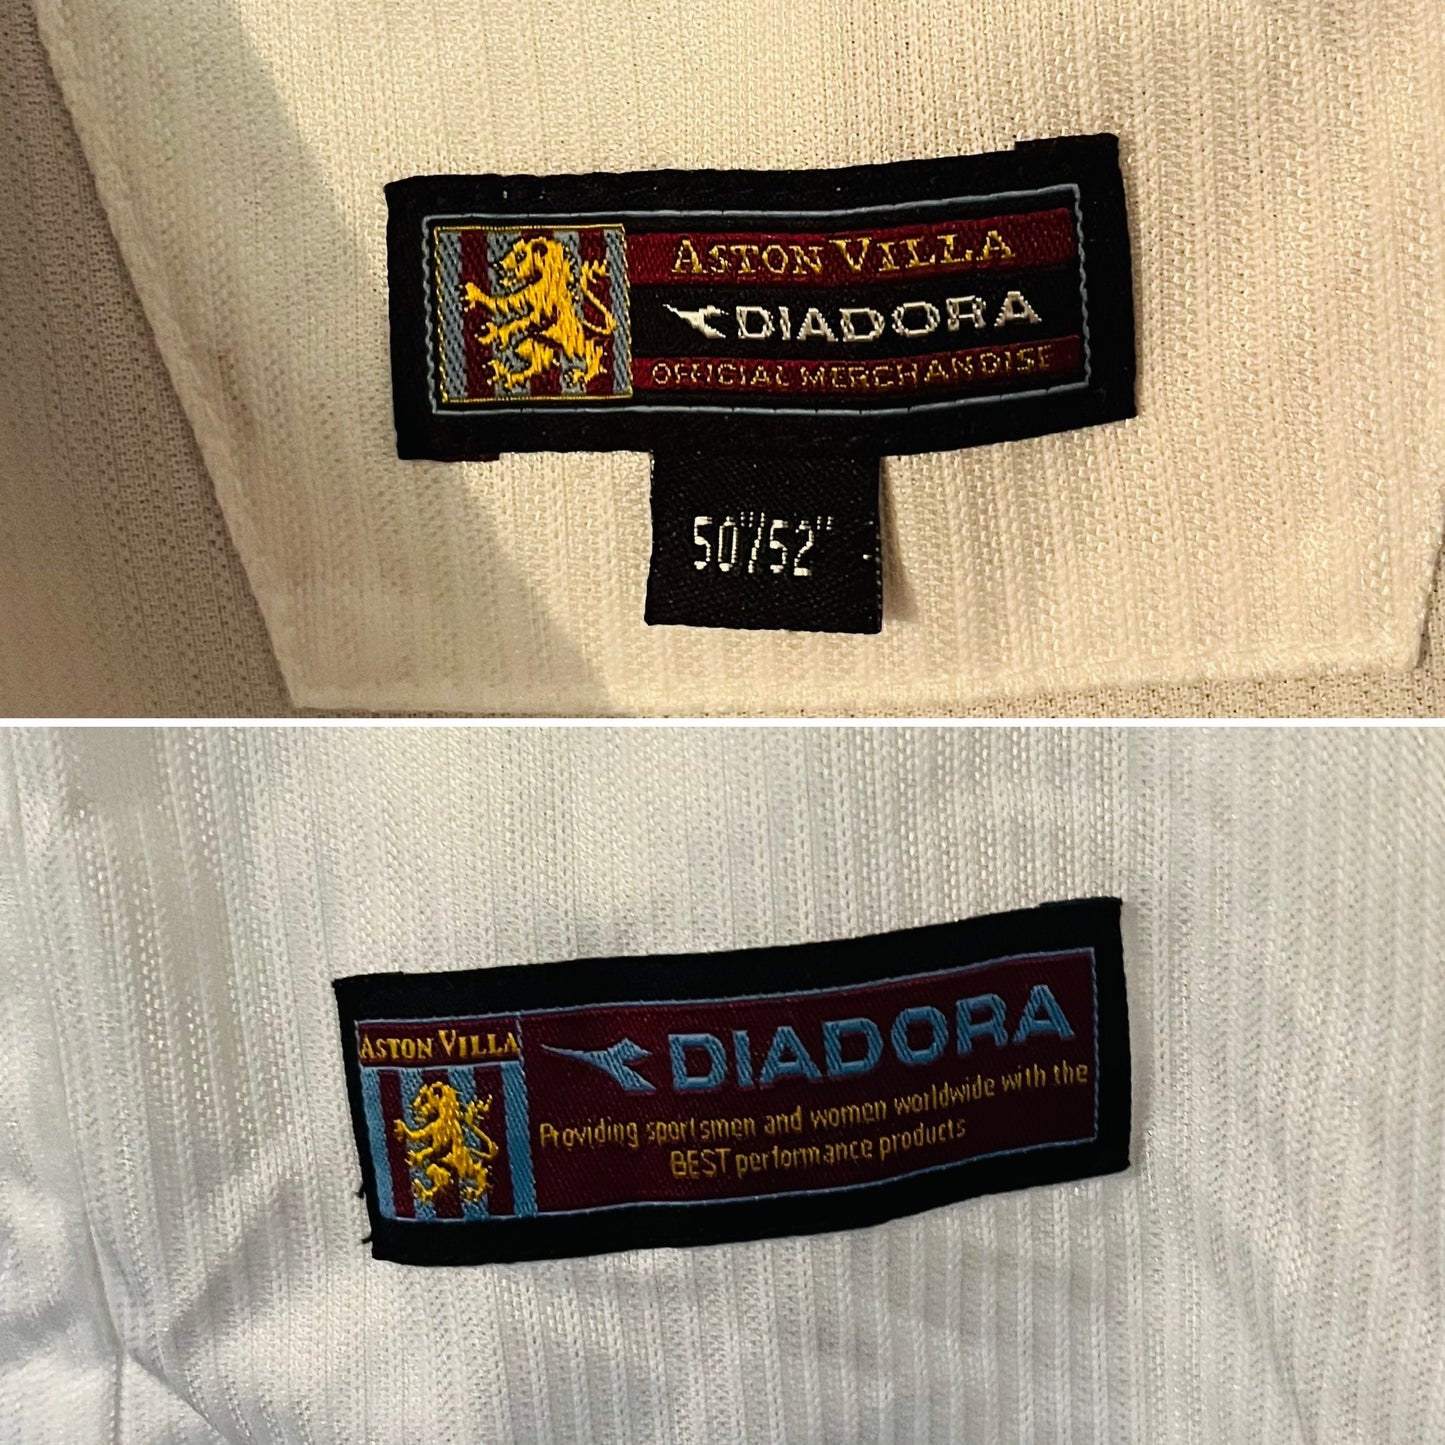 ASTON VILLA
DIADORA
OFFICIAL MERCHANDISE
50"/52"
ASTON VILLA
DIADORA
Providing sportsmen and women worldwide with the
BEST performance products